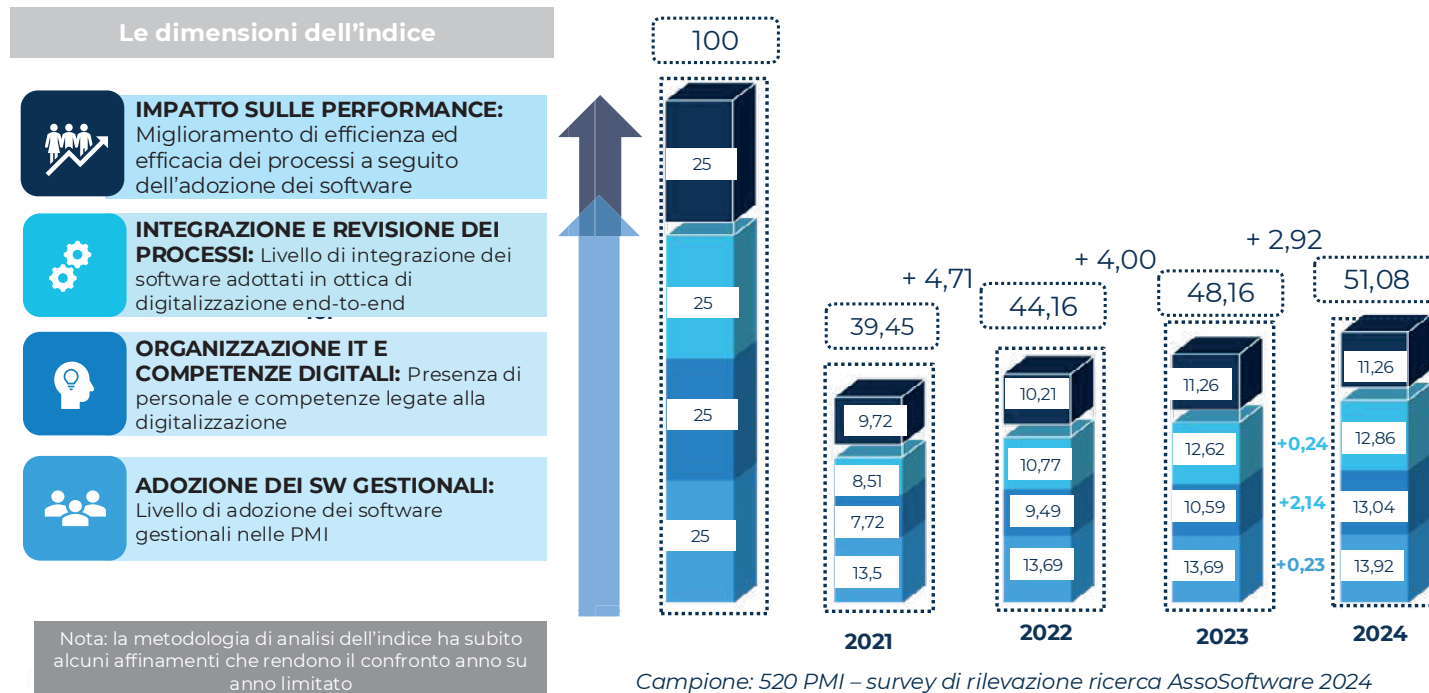 Le dimensioni dell'indice
IMPATTO SULLE PERFORMANCE:
Miglioramento di efficienza ed
efficacia dei processi a seguito
dell'adozione dei software
INTEGRAZIONE E REVISIONE DEI
PROCESSI: Livello di integrazione dei
software adottati in ottica di
digitalizzazione end-to-end
ORGANIZZAZIONE IT E
COMPETENZE DIGITALI: Presenza di
personale e competenze legate alla
digitalizzazione
ADOZIONE DEI SW GESTIONALI:
Livello di adozione dei software
gestionali nelle PMI
Nota: la metodologia di analisi dell'indice ha subito
alcuni affinamenti che rendono il confronto anno su
anno limitato
100
25
25
25
25
39,45
9,72
8,51
7,72
13,5
2021
+ 4,71
44,16
10,21
10,77
9,49
13,69
2022
+ 4,00
48,16
11,26
12,62
10,59
13,69
2023
+ 2,92
+0,24
+2,14
+0,23
51,08
11,26
12,86
13,04
13,92
2024
Campione: 520 PMI – survey di rilevazione ricerca AssoSoftware 2024